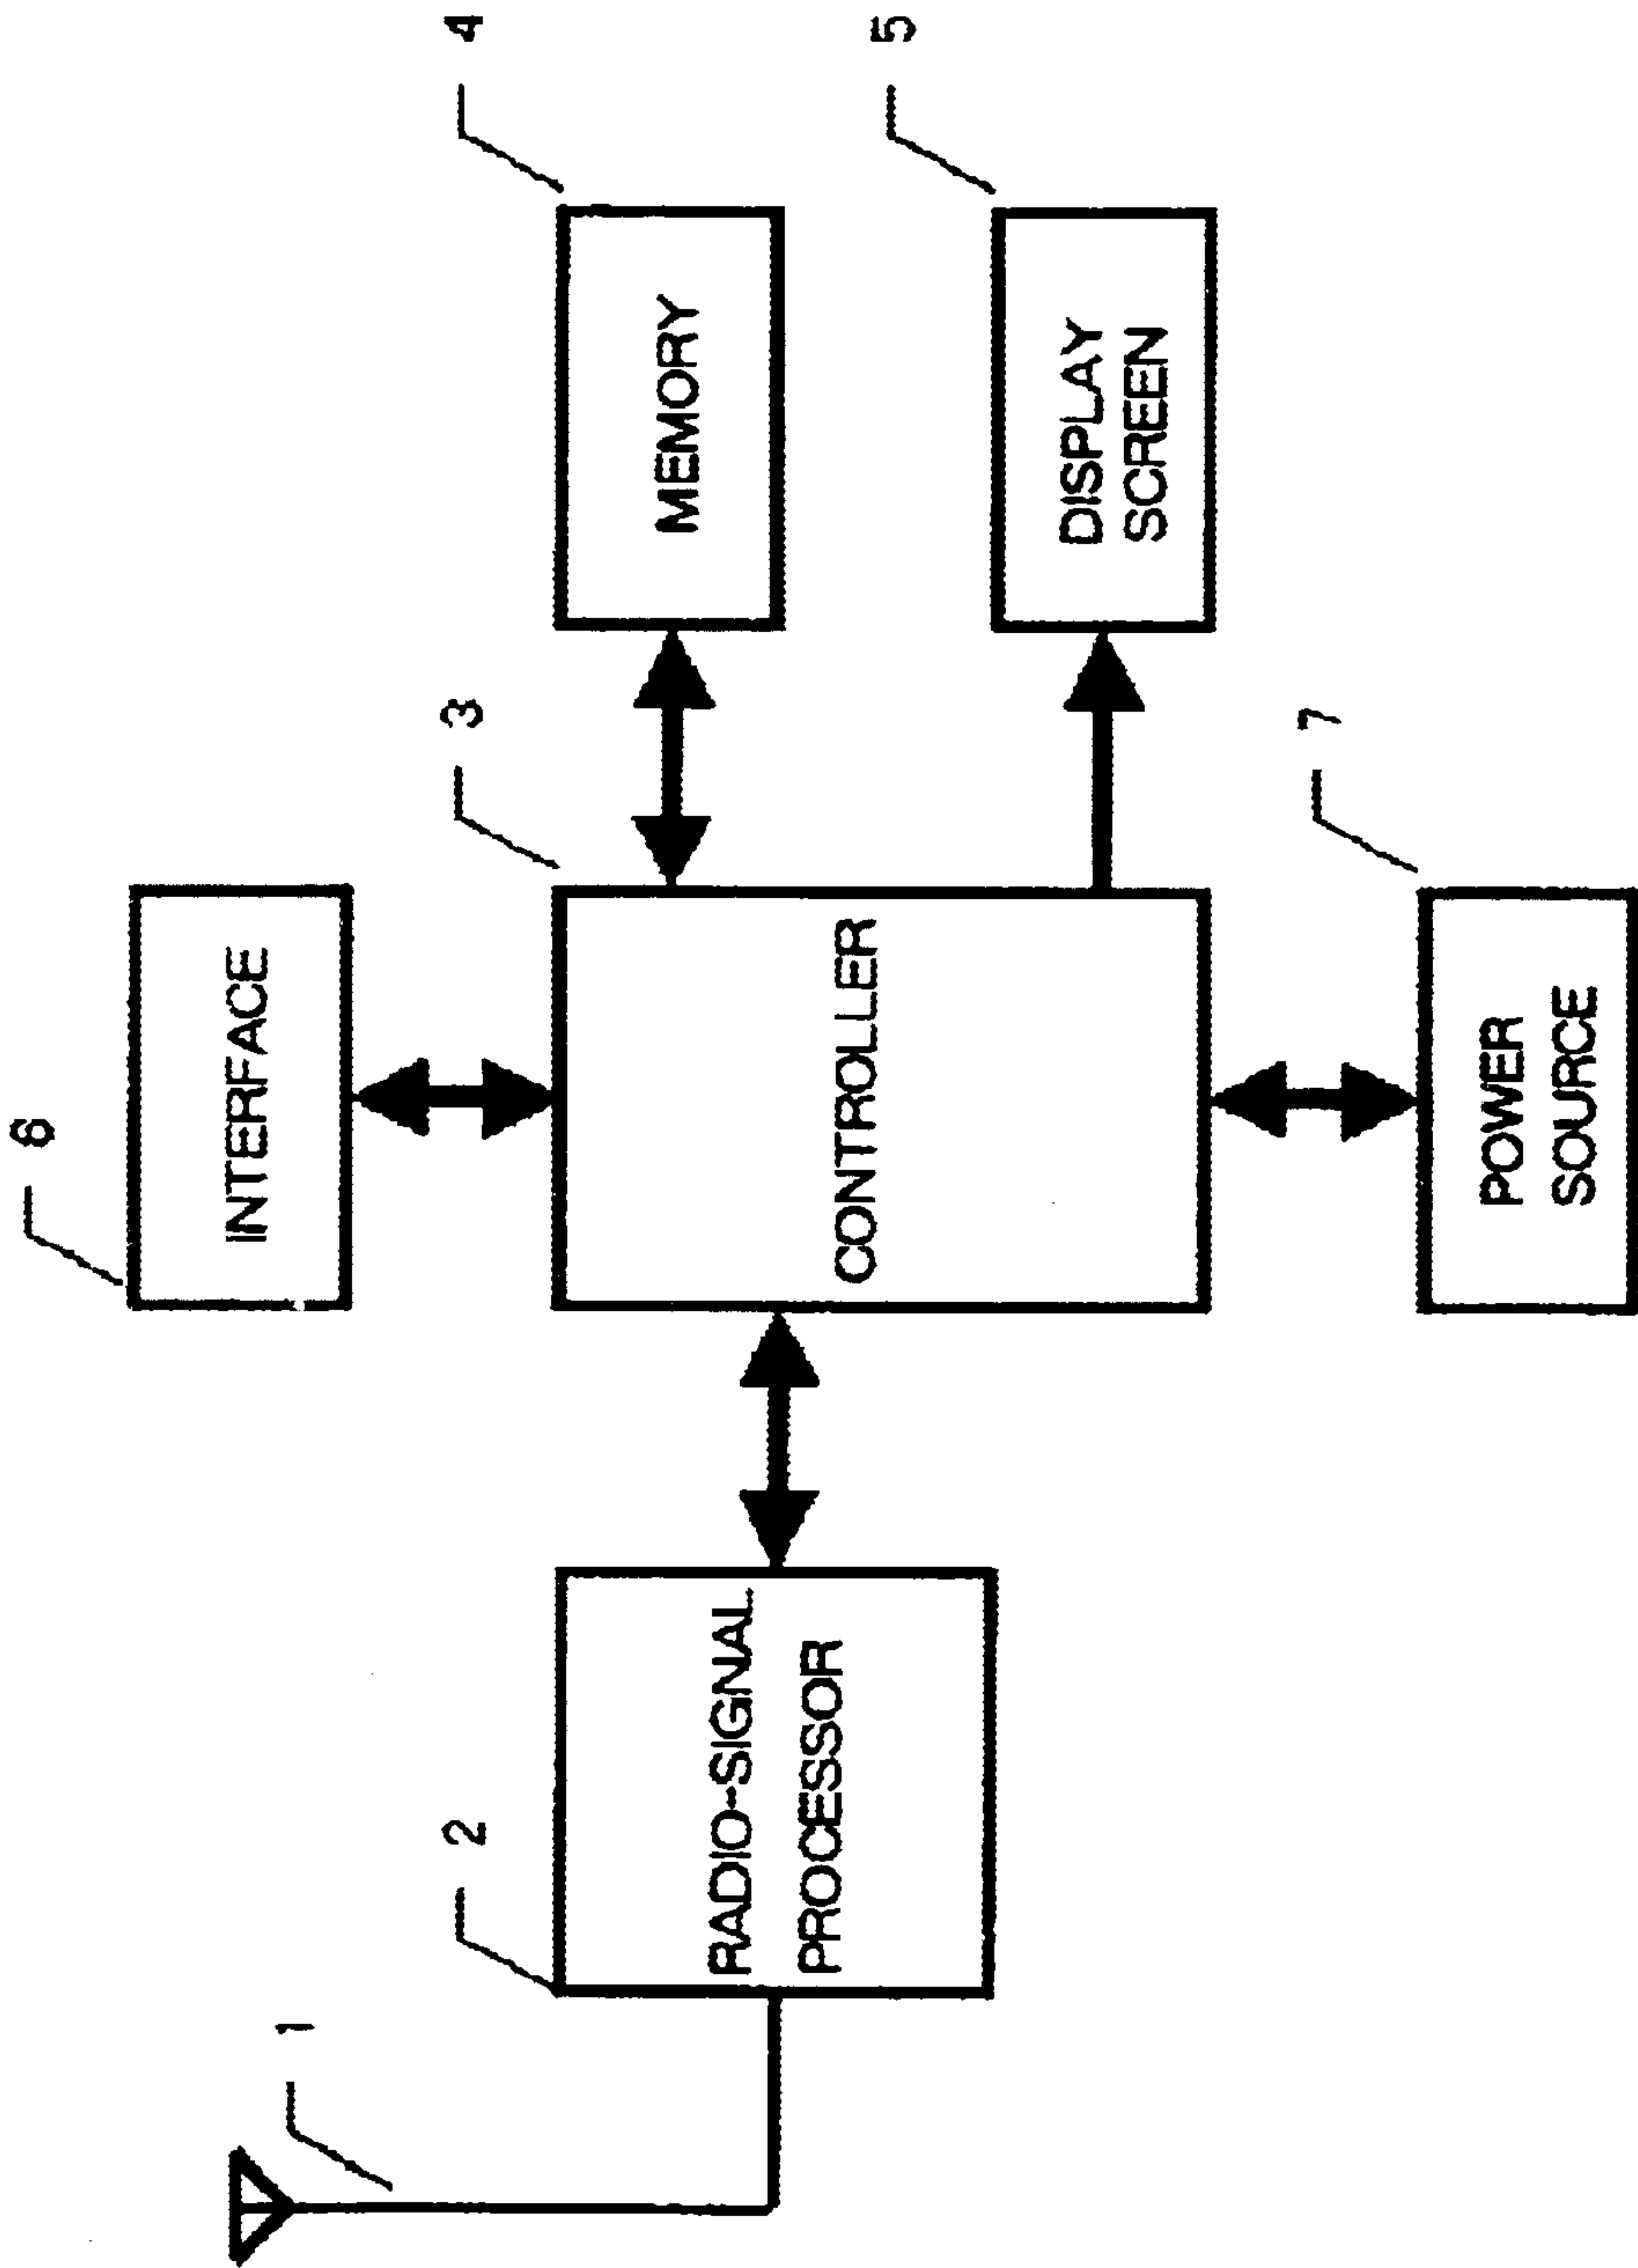 6
INTERFACE
1
2
3
4
RADIO-SIGNAL
PROCESSOR
CONTROLLER
MEMORY
5
DISPLAY
SCREEN
7
POWER
SOURCE